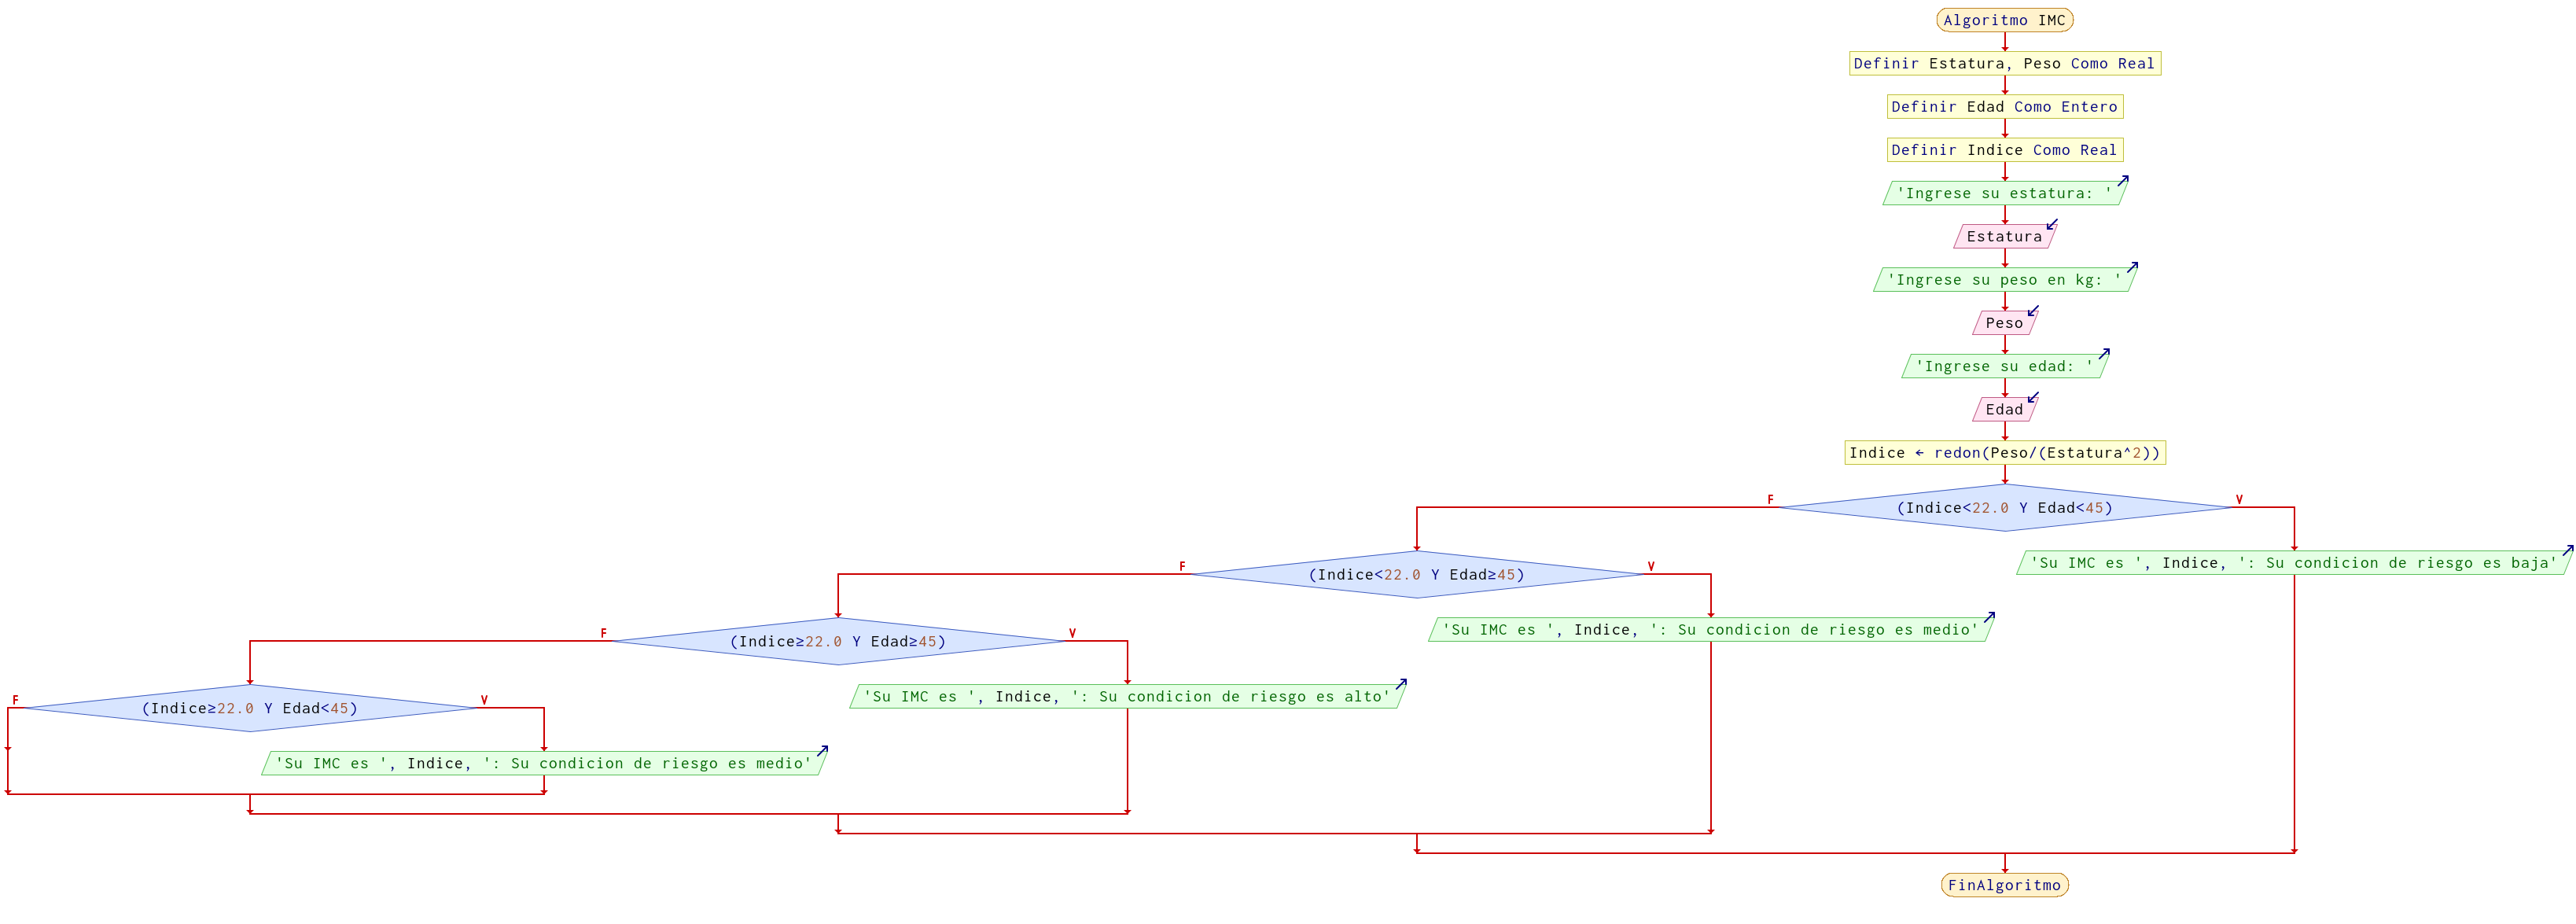 Algoritmo IMC
Definir Estatura, Peso Como Real
Definir Edad Como Entero
Definir Indice Como Real
'Ingrese su estatura: '
Estatura
'Ingrese su peso en kg: '
Peso
'Ingrese su edad: '
Edad
Indice ← redon(Peso/(Estatura^2))
F
(Indice<22.0 Y Edad<45)
V
'Su IMC es ', Indice, ': Su condicion de riesgo es baja'
F
(Indice<22.0 Y Edad≥45)
V
'Su IMC es ', Indice, ': Su condicion de riesgo es medio'
F
(Indice≥22.0 Y Edad≥45)
V
'Su IMC es ', Indice, ': Su condicion de riesgo es alto'
F
(Indice≥22.0 Y Edad<45)
V
'Su IMC es ', Indice, ': Su condicion de riesgo es medio'
FinAlgoritmo